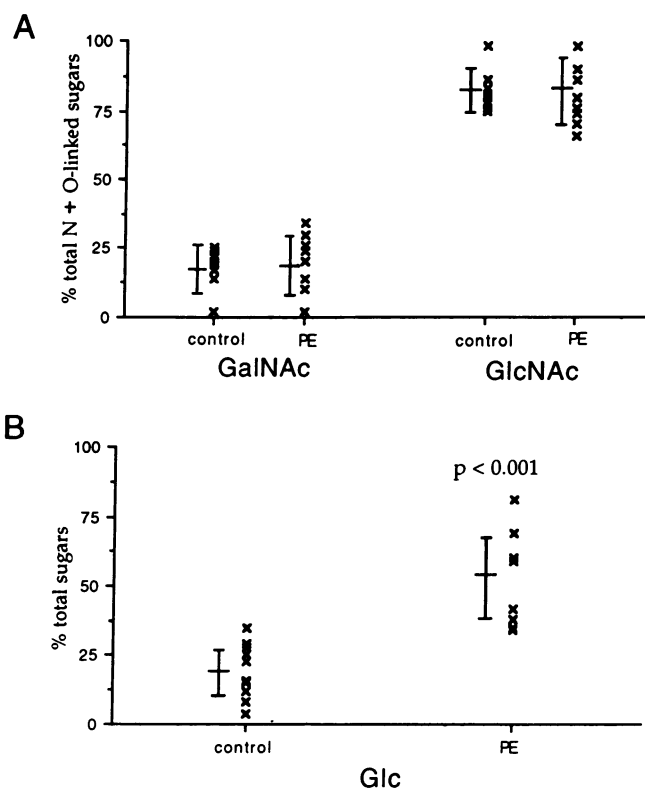 A
% total N + O-linked sugars
100
75
50
25
0
control
PE
control
PE
GalNAc
GlcNAc
B
% total sugars
100
75
50
25
0
p < 0.001
control
PE
Glc